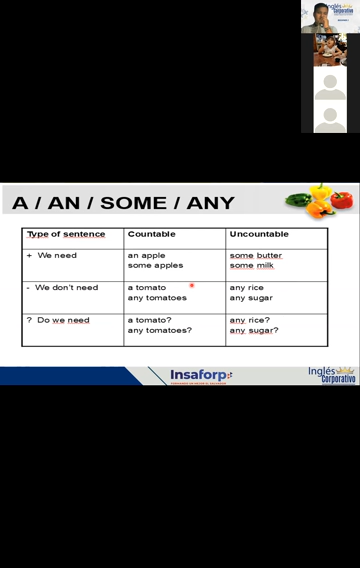 Inglés
Corporativo
A / AN / SOME / ANY
Type of sentence Countable Uncountable
+ We need an apple some butter
some apples some milk
- We don't need a tomato any rice
any tomatoes any sugar
? Do we need a tomato? any rice?
any tomatoes? any sugar?
Insaforp
Inglés
Corporativo